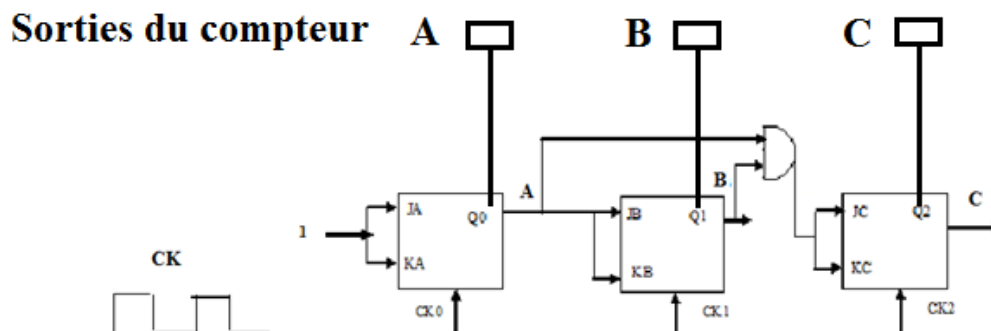 Sorties du compteur A B C
A B C
JA Q0 JB Q1 JC Q2
1
CK KA KB KC
CK0 CK1 CK2